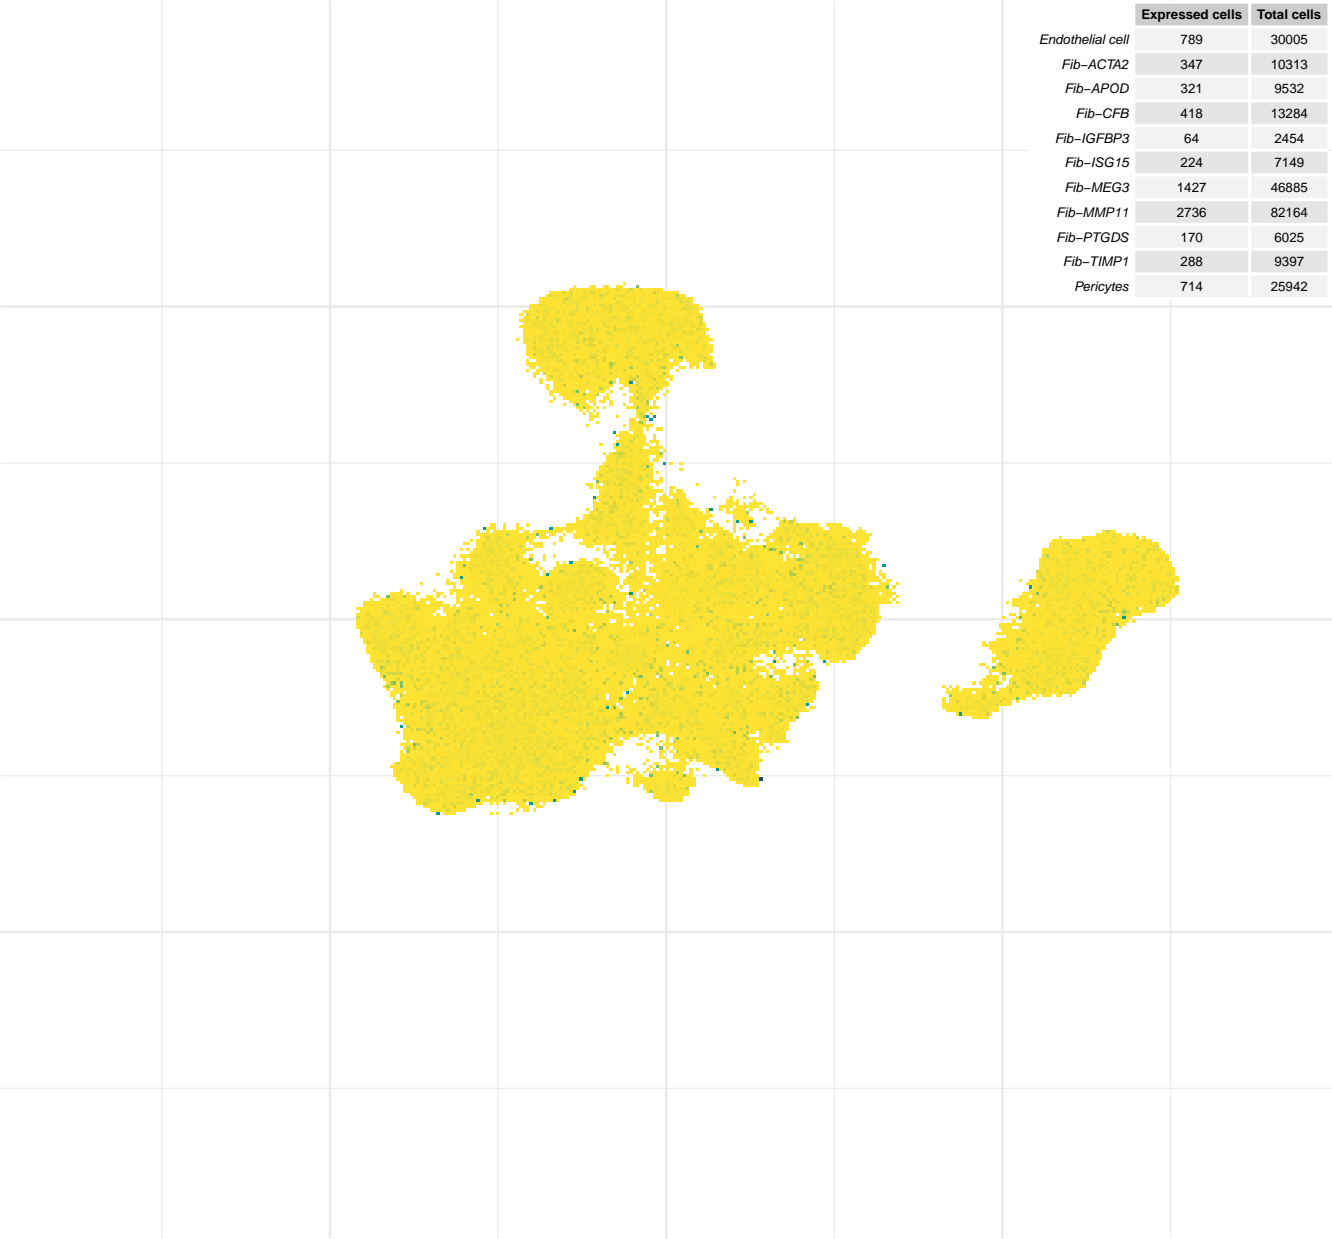 Expressed cells Total cells
Endothelial cell 789 30005
Fib−ACTA2 347 10313
Fib−APOD 321 9532
Fib−CFB 418 13284
Fib−IGFBP3 64 2454
Fib−ISG15 224 7149
Fib−MEG3 1427 46885
Fib−MMP11 2736 82164
Fib−PTGDS 170 6025
Fib−TIMP1 288 9397
Pericytes 714 25942